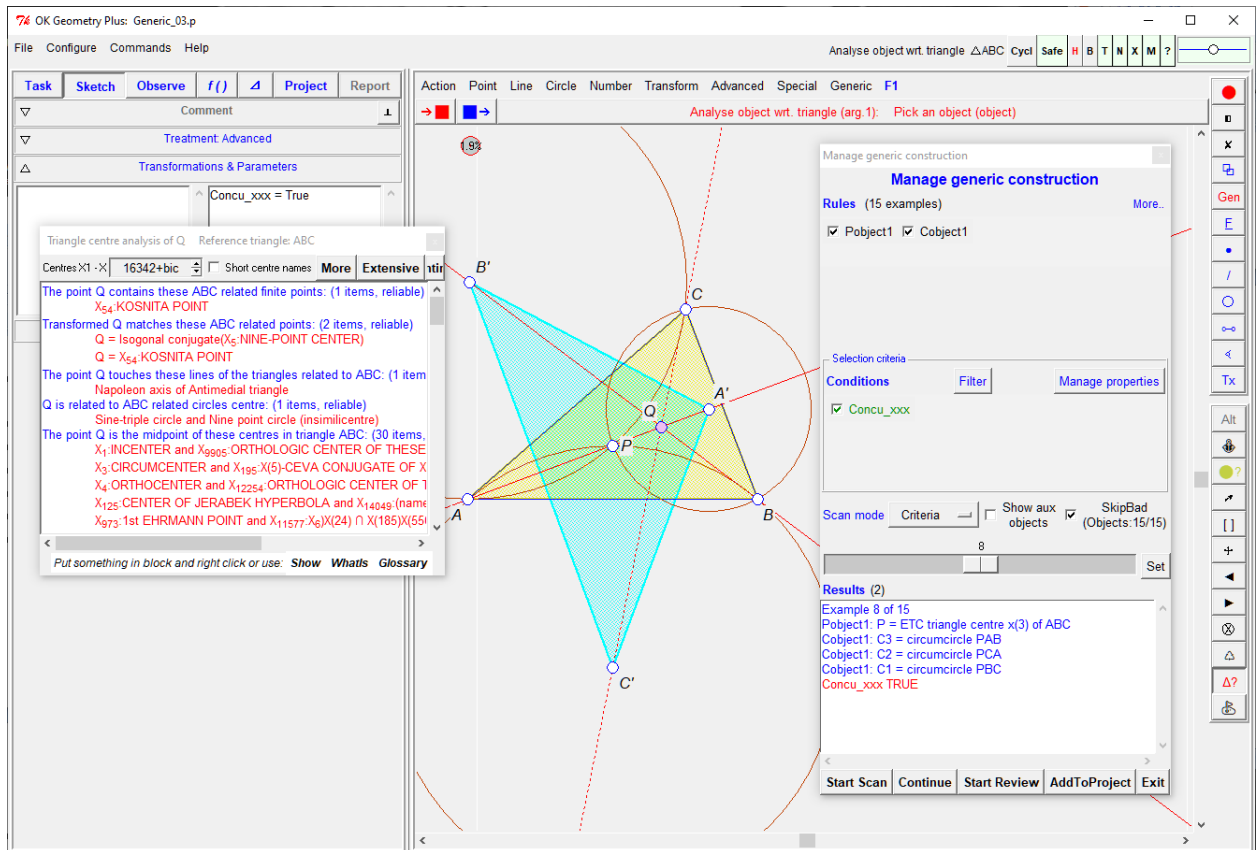 OK Geometry Plus: Generic_03.p
File Configure Commands Help
Analyse object wrt. triangle △ABC Cycl Safe H B T N X M ?
Task Sketch Observe f() ⊿ Project Report
Action Point Line Circle Number Transform Advanced Special Generic F1
Comment
Analyse object wrt. triangle (arg.1): Pick an object (object)
Treatment: Advanced
Transformations & Parameters
Concu_xxx = True
1.9%
Triangle centre analysis of Q Reference triangle: ABC
Centres X1 - X 16342+bic Short centre names More Extensive
The point Q contains these ABC related finite points: (1 items, reliable)
X54:KOSNITA POINT
Transformed Q matches these ABC related points: (2 items, reliable)
Q = Isogonal conjugate(X5:NINE-POINT CENTER)
Q = X54:KOSNITA POINT
The point Q touches these lines of the triangles related to ABC: (1 item
Napoleon axis of Antimedial triangle
Q is related to ABC related circles centre: (1 items, reliable)
Sine-triple circle and Nine point circle (insimilicentre)
The point Q is the midpoint of these centres in triangle ABC: (30 items,
X1:INCENTER and X9905:ORTHOLOGIC CENTER OF THESE
X3:CIRCUMCENTER and X195:X(5)-CEVA CONJUGATE OF X
X4:ORTHOCENTER and X12254:ORTHOLOGIC CENTER OF T
X125:CENTER OF JERABEK HYPERBOLA and X14049:(name
X973:1st EHRMANN POINT and X11577:X6)X(24) ∩ X(185)X(550
Put something in block and right click or use: Show WhatIs Glossary
B'
C
A'
Q
P
A
B
C'
Manage generic construction
Manage generic construction
Rules (15 examples) More..
Pobject1 Cobject1
Selection criteria
Conditions Filter Manage properties
Concu_xxx
Scan mode Criteria Show aux objects SkipBad (Objects:15/15)
8
Set
Results (2)
Example 8 of 15
Pobject1: P = ETC triangle centre x(3) of ABC
Cobject1: C3 = circumcircle PAB
Cobject1: C2 = circumcircle PCA
Cobject1: C1 = circumcircle PBC
Concu_xxx TRUE
Start Scan Continue Start Review AddToProject Exit
Gen
F
Tx
Alt
?
[ ]
Δ?